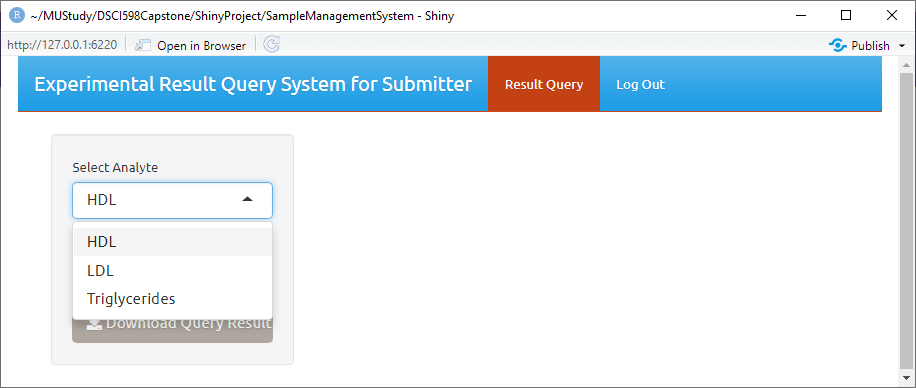 ~/MUStudy/DSCI598Capstone/ShinyProject/SampleManagementSystem - Shiny
http://127.0.0.1:6220 Open in Browser Publish
Experimental Result Query System for Submitter Result Query Log Out
Select Analyte
HDL
HDL
LDL
Triglycerides
Download Query Result